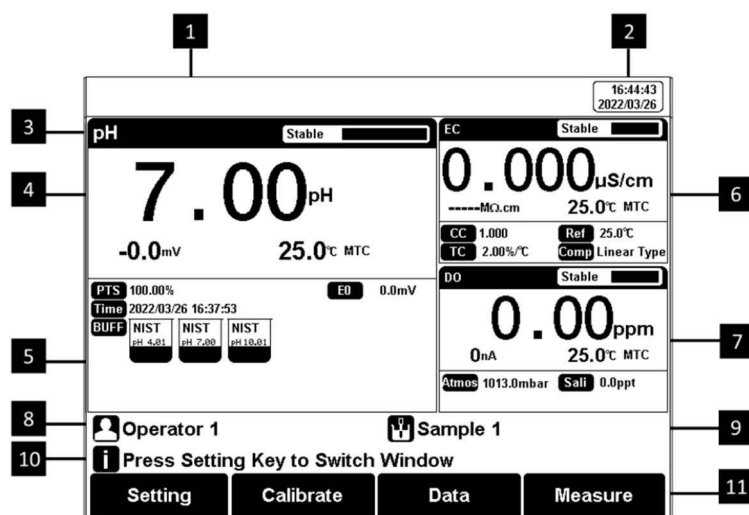 1
2
16:44:43
2022/03/26
3
pH
Stable
4
7.00pH
-0.0mV
25.0℃ MTC
EC
Stable
0.000μS/cm
6
-----MΩ.cm
25.0℃ MTC
CC 1.000
Ref 25.0℃
TC 2.00%/℃
Comp Linear Type
PTS 100.00%
E0 0.0mV
Time 2022/03/26 16:37:53
BUFF
NIST
pH 4.01
NIST
pH 7.00
NIST
pH 10.01
5
DO
Stable
0.00ppm
7
0nA
25.0℃ MTC
Atmos 1013.0mbar
Sali 0.0ppt
8
Operator 1
Sample 1
9
10
i Press Setting Key to Switch Window
Setting
Calibrate
Data
Measure
11